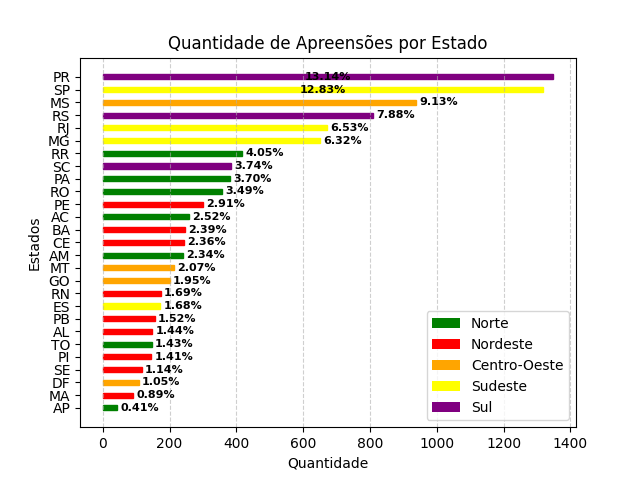 Quantidade de Apreensões por Estado
Estados
PR 13.14%
SP 12.83%
MS 9.13%
RS 7.88%
RJ 6.53%
MG 6.32%
RR 4.05%
SC 3.74%
PA 3.70%
RO 3.49%
PE 2.91%
AC 2.52%
BA 2.39%
CE 2.36%
AM 2.34%
MT 2.07%
GO 1.95%
RN 1.69%
ES 1.68%
PB 1.52%
AL 1.44%
TO 1.43%
PI 1.41%
SE 1.14%
DF 1.05%
MA 0.89%
AP 0.41%
Norte
Nordeste
Centro-Oeste
Sudeste
Sul
0 200 400 600 800 1000 1200 1400
Quantidade